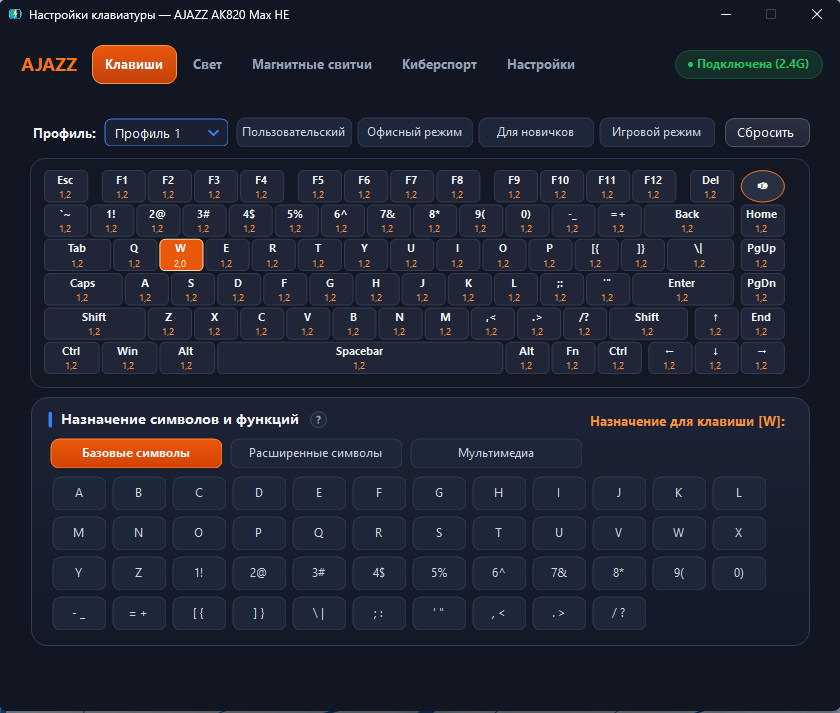 Настройки клавиатуры — AJAZZ AK820 Max HE
AJAZZ Клавиши Свет Магнитные свитчи Киберспорт Настройки ● Подключена (2.4G)
Профиль: Профиль 1 Пользовательский Офисный режим Для новичков Игровой режим Сбросить
Esc F1 F2 F3 F4 F5 F6 F7 F8 F9 F10 F11 F12 Del
1,2 1,2 1,2 1,2 1,2 1,2 1,2 1,2 1,2 1,2 1,2 1,2 1,2 1,2
`~ 1! 2@ 3# 4$ 5% 6^ 7& 8* 9( 0) -_ =+ Back Home
1,2 1,2 1,2 1,2 1,2 1,2 1,2 1,2 1,2 1,2 1,2 1,2 1,2 1,2 1,2
Tab Q W E R T Y U I O P [{ ]} \| PgUp
1,2 1,2 2,0 1,2 1,2 1,2 1,2 1,2 1,2 1,2 1,2 1,2 1,2 1,2 1,2
Caps A S D F G H J K L ;: '" Enter PgDn
1,2 1,2 1,2 1,2 1,2 1,2 1,2 1,2 1,2 1,2 1,2 1,2 1,2 1,2
Shift Z X C V B N M ,< .> /? Shift ↑ End
1,2 1,2 1,2 1,2 1,2 1,2 1,2 1,2 1,2 1,2 1,2 1,2 1,2 1,2
Ctrl Win Alt Spacebar Alt Fn Ctrl ← ↓ →
1,2 1,2 1,2 1,2 1,2 1,2 1,2 1,2 1,2 1,2
Назначение символов и функций ? Назначение для клавиши [W]:
Базовые символы Расширенные символы Мультимедиа
A B C D E F G H I J K L
M N O P Q R S T U V W X
Y Z 1! 2@ 3# 4$ 5% 6^ 7& 8* 9( 0)
- _ = + [ { ] } \ | ; : ' " , < . > / ?